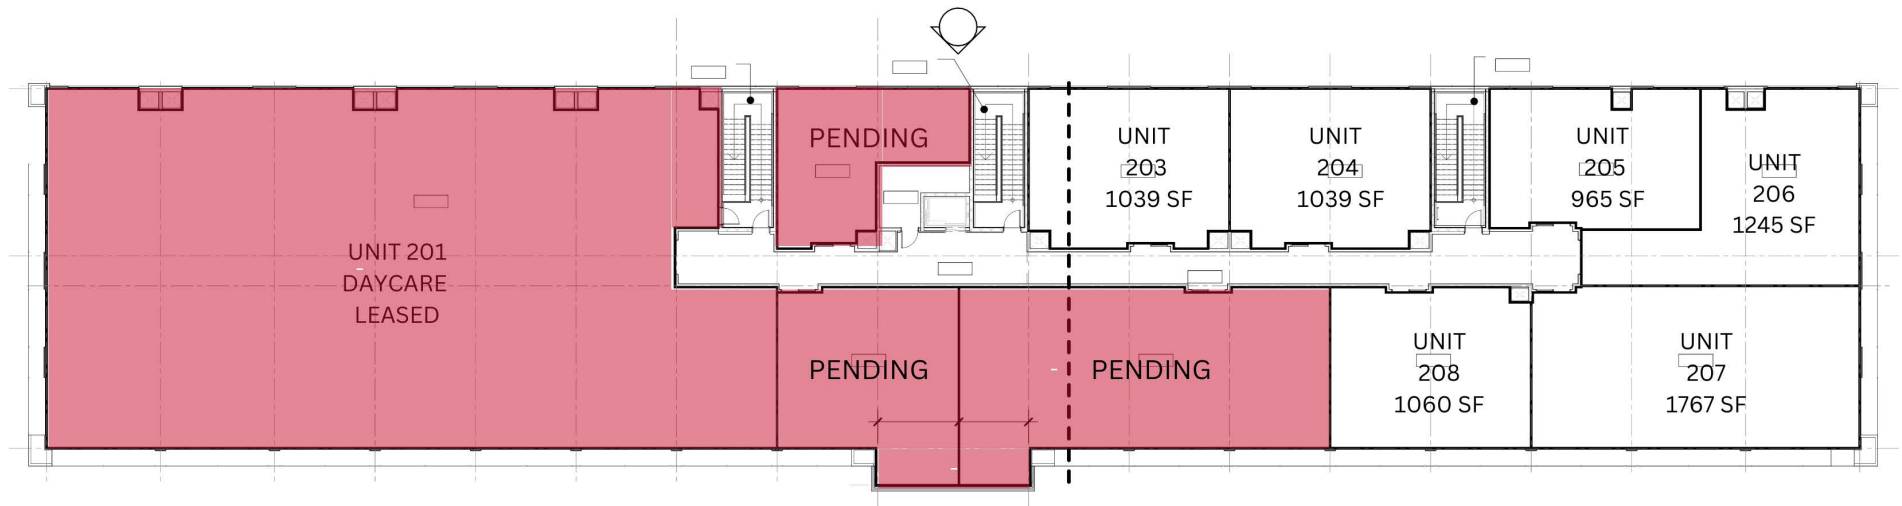 PENDING
UNIT
203
1039 SF
UNIT
204
1039 SF
UNIT
205
965 SF
UNIT
206
1245 SF
UNIT 201
DAYCARE
LEASED
PENDING
PENDING
UNIT
208
1060 SF
UNIT
207
1767 SF